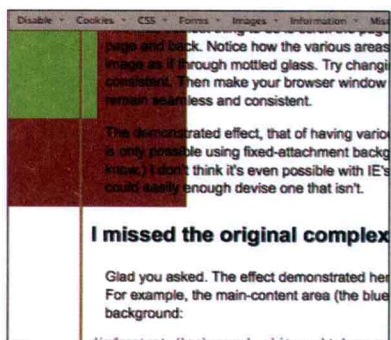 Disable Cookies CSS Forms Images Information Mis
page and back. Notice how the various areas
image as if through mottled glass. Try changi
consistent. Then make your browser window
remain seamless and consistent.
The demonstrated effect, that of having variou
is only possible using fixed-attachment backg
know.) I don't think it's even possible with IE's
could easily enough devise one that isn't.
I missed the original complex
Glad you asked. The effect demonstrated her
For example, the main-content area (the blue
background: